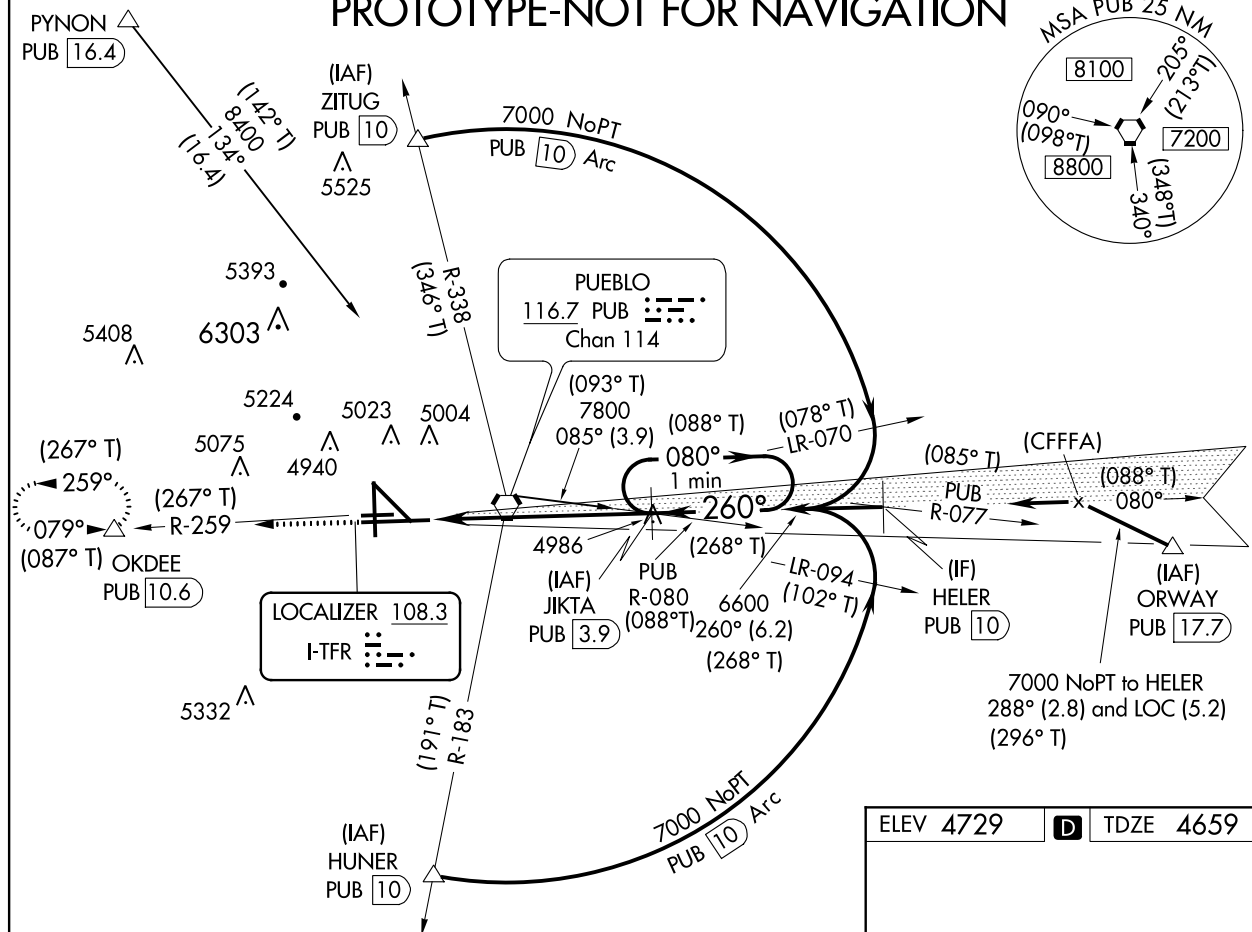 PROTOTYPE-NOT FOR NAVIGATION
PYNON
PUB 16.4
(142° T)
8400
134°
(16.4)
(IAF)
ZITUG
PUB 10
5525
7000 NoPT
PUB 10 Arc
MSA PUB 25 NM
8100
205°
(213°T)
090°
(098°T)
7200
8800
(348°T)
340°
R-338
(346° T)
PUEBLO
116.7 PUB
Chan 114
5393
6303
5408
5224
5023
5004
5075
4940
(093° T)
7800
085° (3.9)
(088° T)
080°
1 min
260°
(268° T)
(078° T)
LR-070
(085° T)
PUB
R-077
(CFFFA)
(088° T)
080°
(267° T)
259°
079°
(087° T)
(267° T)
R-259
OKDEE
PUB 10.6
4986
(IAF)
JIKTA
PUB 3.9
PUB
R-080
(088°T)
LR-094
(102° T)
6600
260° (6.2)
(268° T)
(IF)
HELER
PUB 10
(IAF)
ORWAY
PUB 17.7
LOCALIZER 108.3
I-TFR
7000 NoPT to HELER
288° (2.8) and LOC (5.2)
(296° T)
5332
(191° T)
R-183
(IAF)
HUNER
PUB 10
7000 NoPT
PUB 10 Arc
ELEV 4729 D TDZE 4659